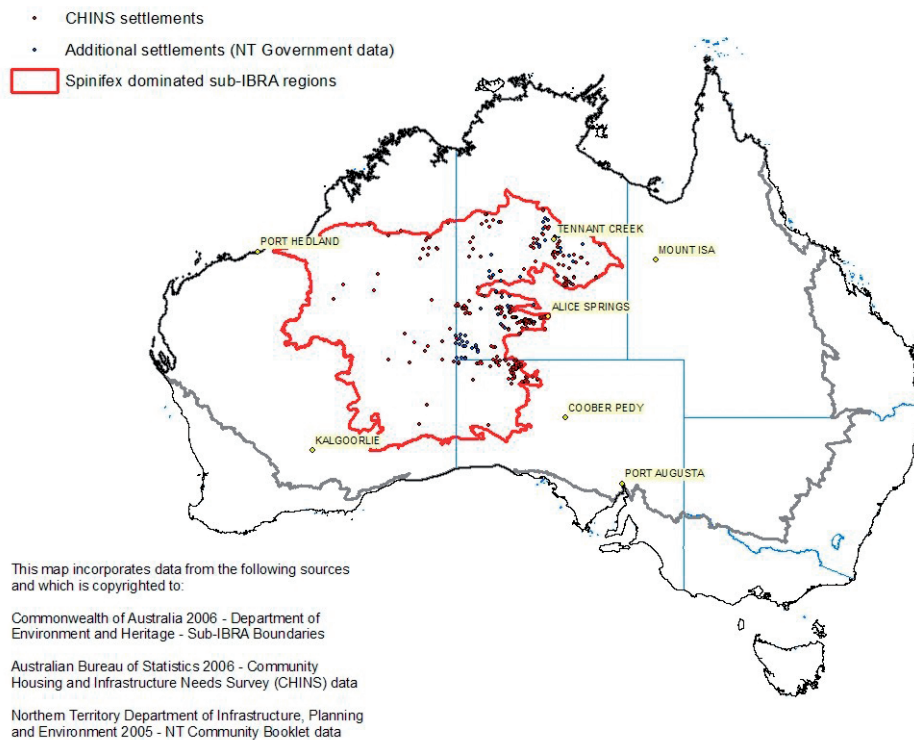 CHINS settlements
Additional settlements (NT Government data)
Spinifex dominated sub-IBRA regions
TENNANT CREEK
PORT HEDLAND
MOUNT ISA
ALICE SPRINGS
COOBER PEDY
KALGOORLIE
PORT AUGUSTA
This map incorporates data from the following sources
and which is copyrighted to:
Commonwealth of Australia 2006 - Department of
Environment and Heritage - Sub-IBRA Boundaries
Australian Bureau of Statistics 2006 - Community
Housing and Infrastructure Needs Survey (CHINS) data
Northern Territory Department of Infrastructure, Planning
and Environment 2005 - NT Community Booklet data